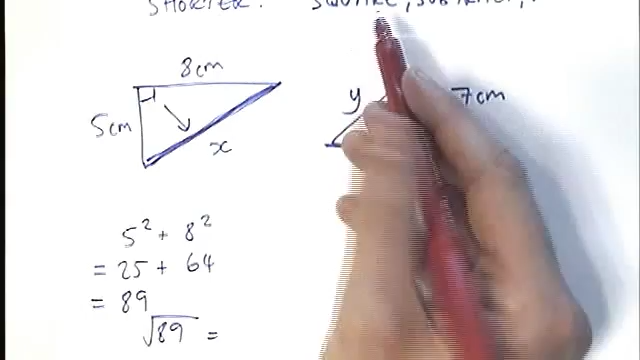 SHORTER: SQUARE, SUBTRACT,
8cm
5cm
x
y
7cm
5² + 8²
= 25 + 64
= 89
√89 =